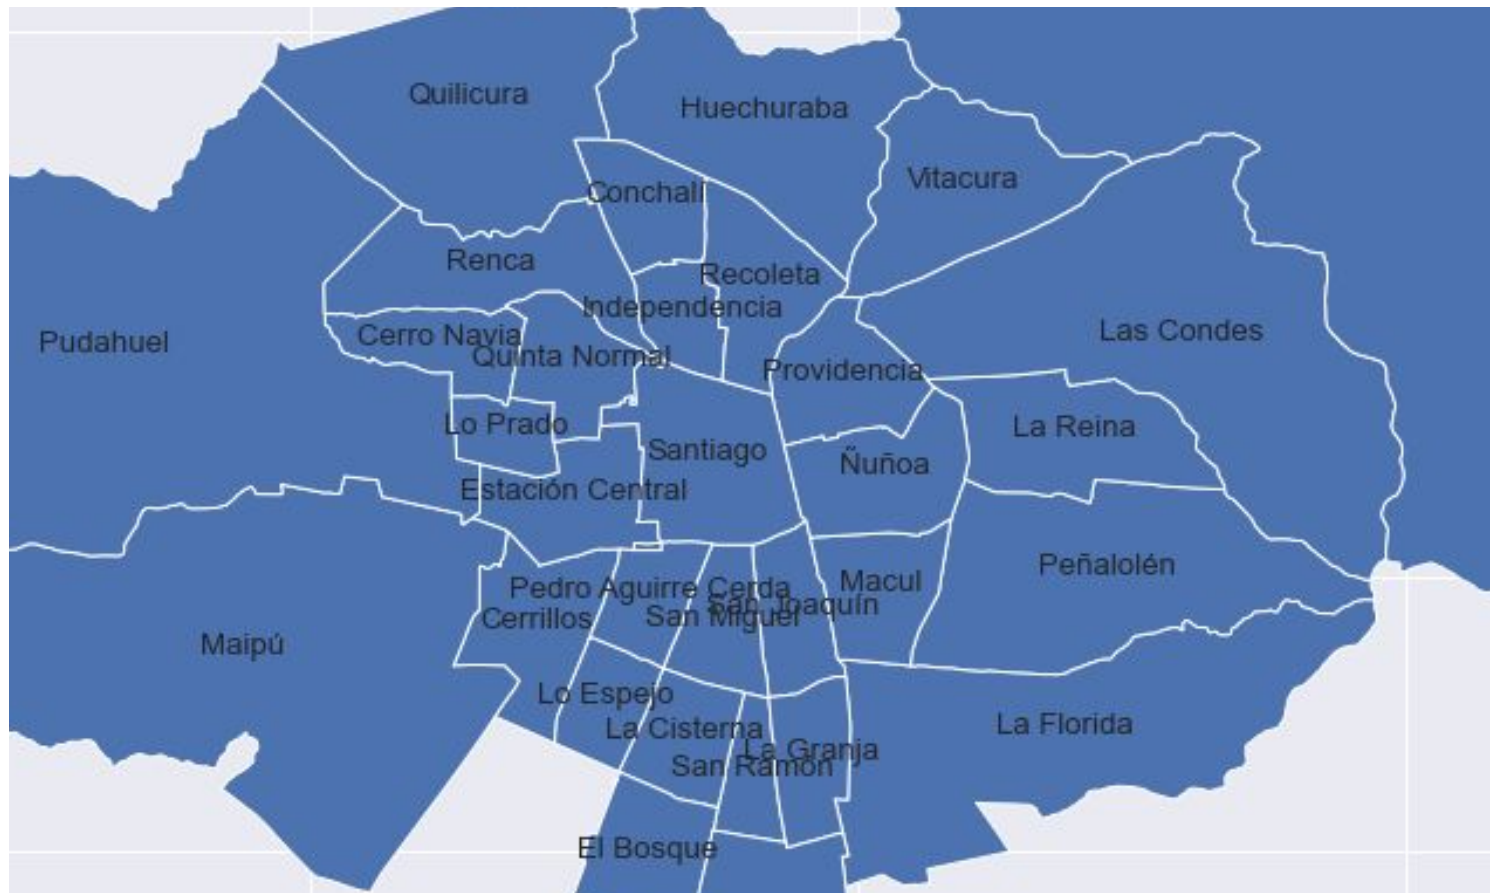 Quilicura
Huechuraba
Vitacura
Conchalí
Renca
Recoleta
Independencia
Las Condes
Cerro Navia
Pudahuel
Quinta Normal
Providencia
Lo Prado
La Reina
Santiago
Ñuñoa
Estación Central
Peñalolén
Macul
Pedro Aguirre Cerda
San Joaquín
San Miguel
Cerrillos
Maipú
Lo Espejo
La Florida
La Cisterna
La Granja
San Ramón
El Bosque